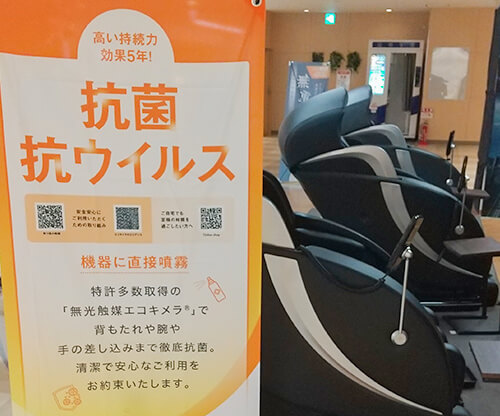 高い持続力
効果5年!
抗菌
抗ウイルス
安全安心に
ご利用いただく
ための取り組み
ご自宅でも
至極の時間を
過ごしたい方へ
機器に直接噴霧
特許多数取得の
「無光触媒エコキメラ®」で
背もたれや腕や
手の差し込みまで徹底抗菌。
清潔で安心なご利用を
お約束いたします。